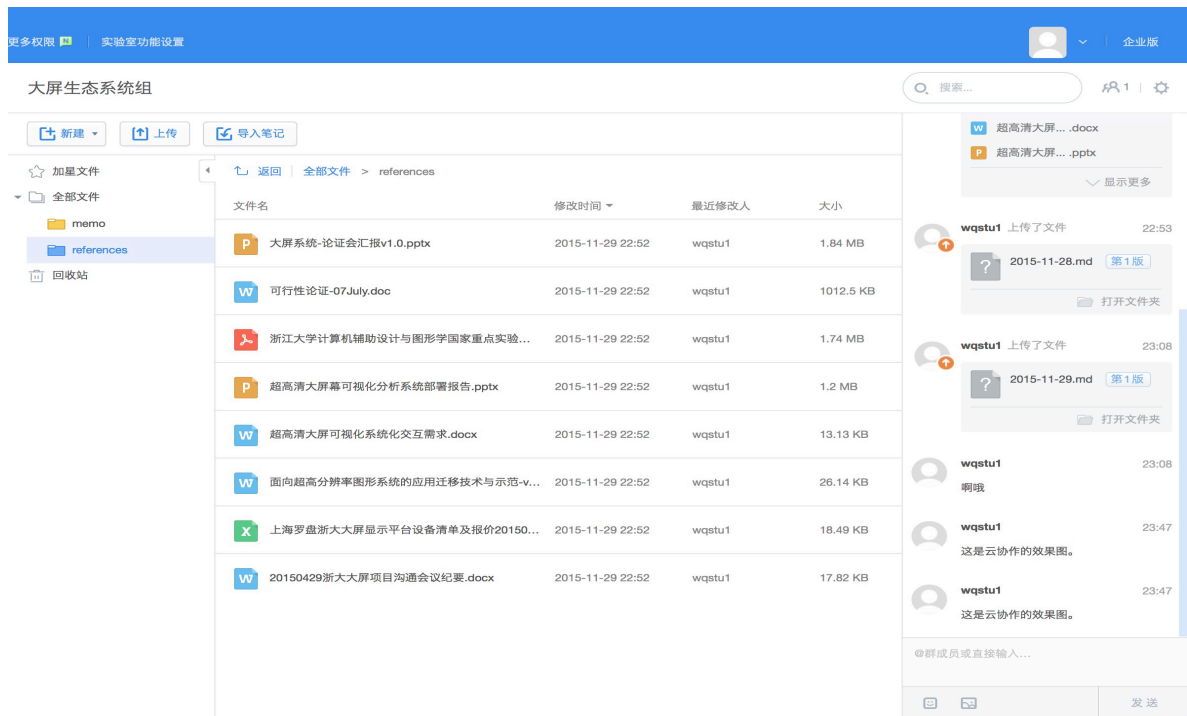 更多权限 N 实验室功能设置 企业版
大屏生态系统组 搜索... 1
新建 上传 导入笔记
加星文件
全部文件
memo
references
回收站
返回 全部文件 > references
文件名 修改时间 最近修改人 大小
P 大屏系统-论证会汇报v1.0.pptx 2015-11-29 22:52 wqstu1 1.84 MB
W 可行性论证-07July.doc 2015-11-29 22:52 wqstu1 1012.5 KB
浙江大学计算机辅助设计与图形学国家重点实验... 2015-11-29 22:52 wqstu1 1.74 MB
P 超高清大屏幕可视化分析系统部署报告.pptx 2015-11-29 22:52 wqstu1 1.2 MB
W 超高清大屏可视化系统化交互需求.docx 2015-11-29 22:52 wqstu1 13.13 KB
W 面向超高分辨率图形系统的应用迁移技术与示范-v... 2015-11-29 22:52 wqstu1 26.14 KB
X 上海罗盘浙大大屏显示平台设备清单及报价20150... 2015-11-29 22:52 wqstu1 18.49 KB
W 20150429浙大大屏项目沟通会议纪要.docx 2015-11-29 22:52 wqstu1 17.82 KB
W 超高清大屏... .docx
P 超高清大屏... .pptx
显示更多
wqstu1 上传了文件 22:53
? 2015-11-28.md 第1版
打开文件夹
wqstu1 上传了文件 23:08
? 2015-11-29.md 第1版
打开文件夹
wqstu1 23:08
啊哦
wqstu1 23:47
这是云协作的效果图。
wqstu1 23:47
这是云协作的效果图。
@群成员或直接输入...
发送